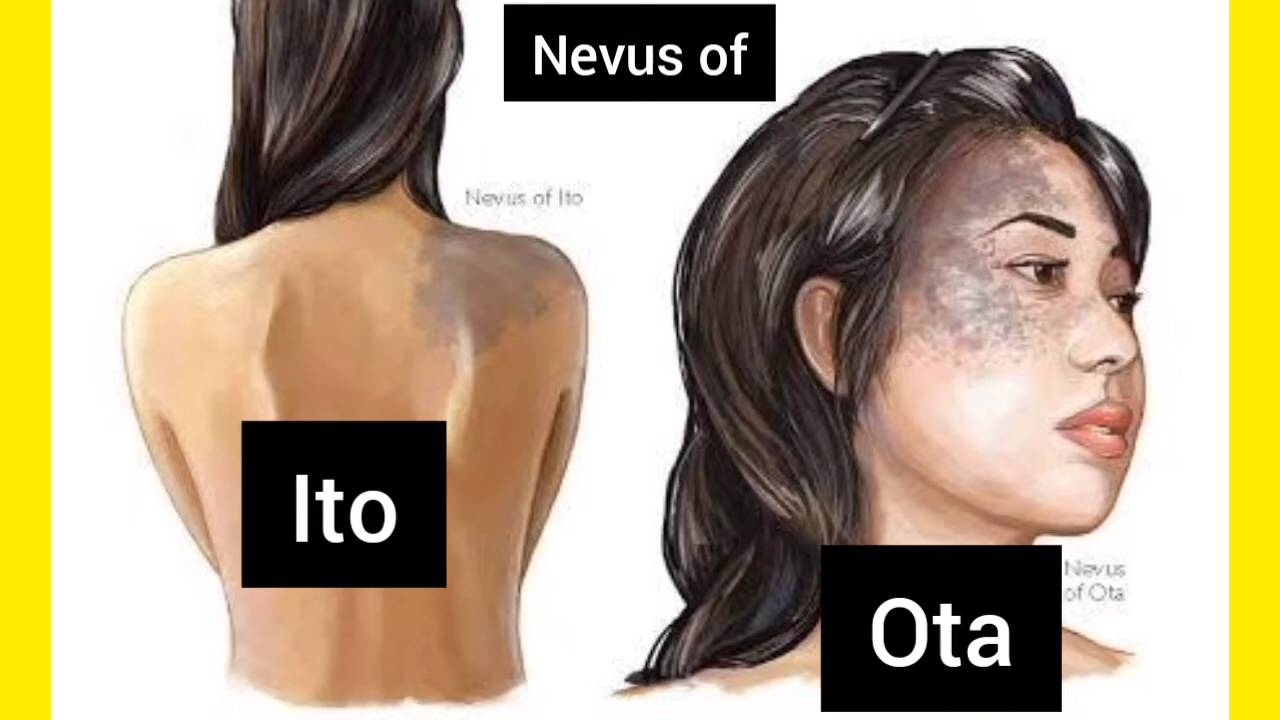 Nevus of
Nevus of Ito
Ito
Nevus
of Ota
Ota